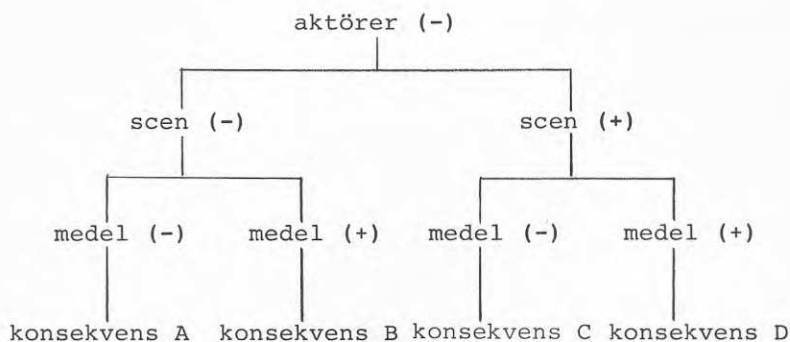 aktörer (-)
scen (-) scen (+)
medel (-) medel (+) medel (-) medel (+)
konsekvens A konsekvens B konsekvens C konsekvens D